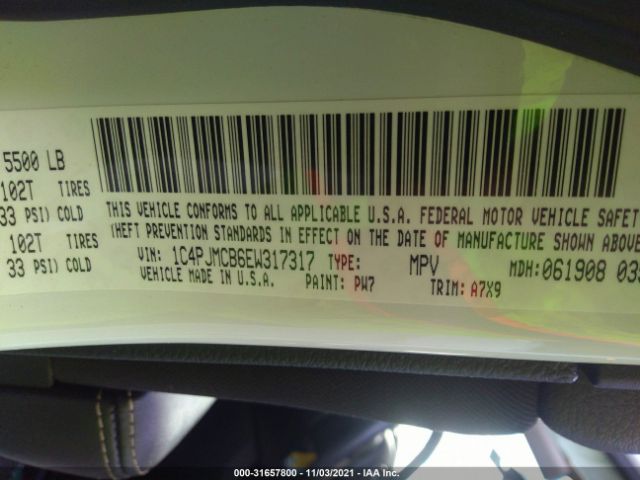 5500 LB
102T TIRES
33 PSI) COLD
102T TIRES
33 PSI) COLD
THIS VEHICLE CONFORMS TO ALL APPLICABLE U.S.A. FEDERAL MOTOR VEHICLE SAFET
THEFT PREVENTION STANDARDS IN EFFECT ON THE DATE OF MANUFACTURE SHOWN ABOVE
VIN: 1C4PJMCB6EW317317 TYPE: MPV MDH: 061908 03
VEHICLE MADE IN U.S.A. PAINT: PW7 TRIM: A7X9
000-31657800 - 11/03/2021 - IAA Inc.